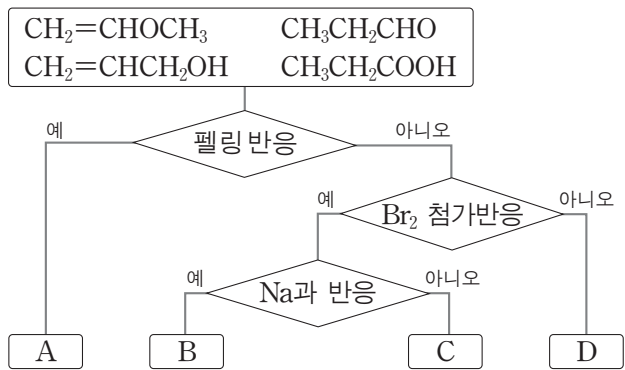 CH₂=CHOCH₃ CH₃CH₂CHO
CH₂=CHCH₂OH CH₃CH₂COOH
예 펠링 반응 아니오
예 Br₂ 첨가반응 아니오
예 Na과 반응 아니오
A B C D